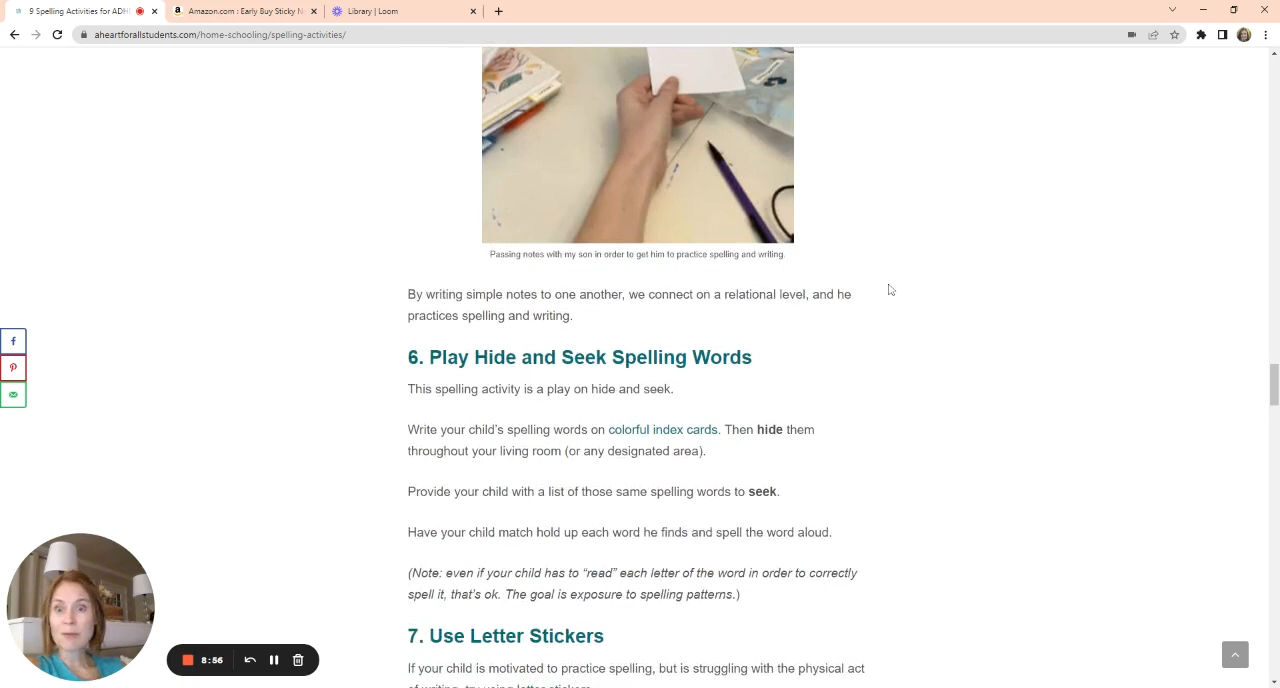 9 Spelling Activities for ADH
Amazon.com : Early Buy Sticky N
Library | Loom
aheartforallstudents.com/home-schooling/spelling-activities/
Passing notes with my son in order to get him to practice spelling and writing.
By writing simple notes to one another, we connect on a relational level, and he
practices spelling and writing.
6. Play Hide and Seek Spelling Words
This spelling activity is a play on hide and seek.
Write your child's spelling words on colorful index cards. Then hide them
throughout your living room (or any designated area).
Provide your child with a list of those same spelling words to seek.
Have your child match hold up each word he finds and spell the word aloud.
(Note: even if your child has to “read” each letter of the word in order to correctly
spell it, that's ok. The goal is exposure to spelling patterns.)
7. Use Letter Stickers
If your child is motivated to practice spelling, but is struggling with the physical act
of writing, try using letter stickers.
8:56